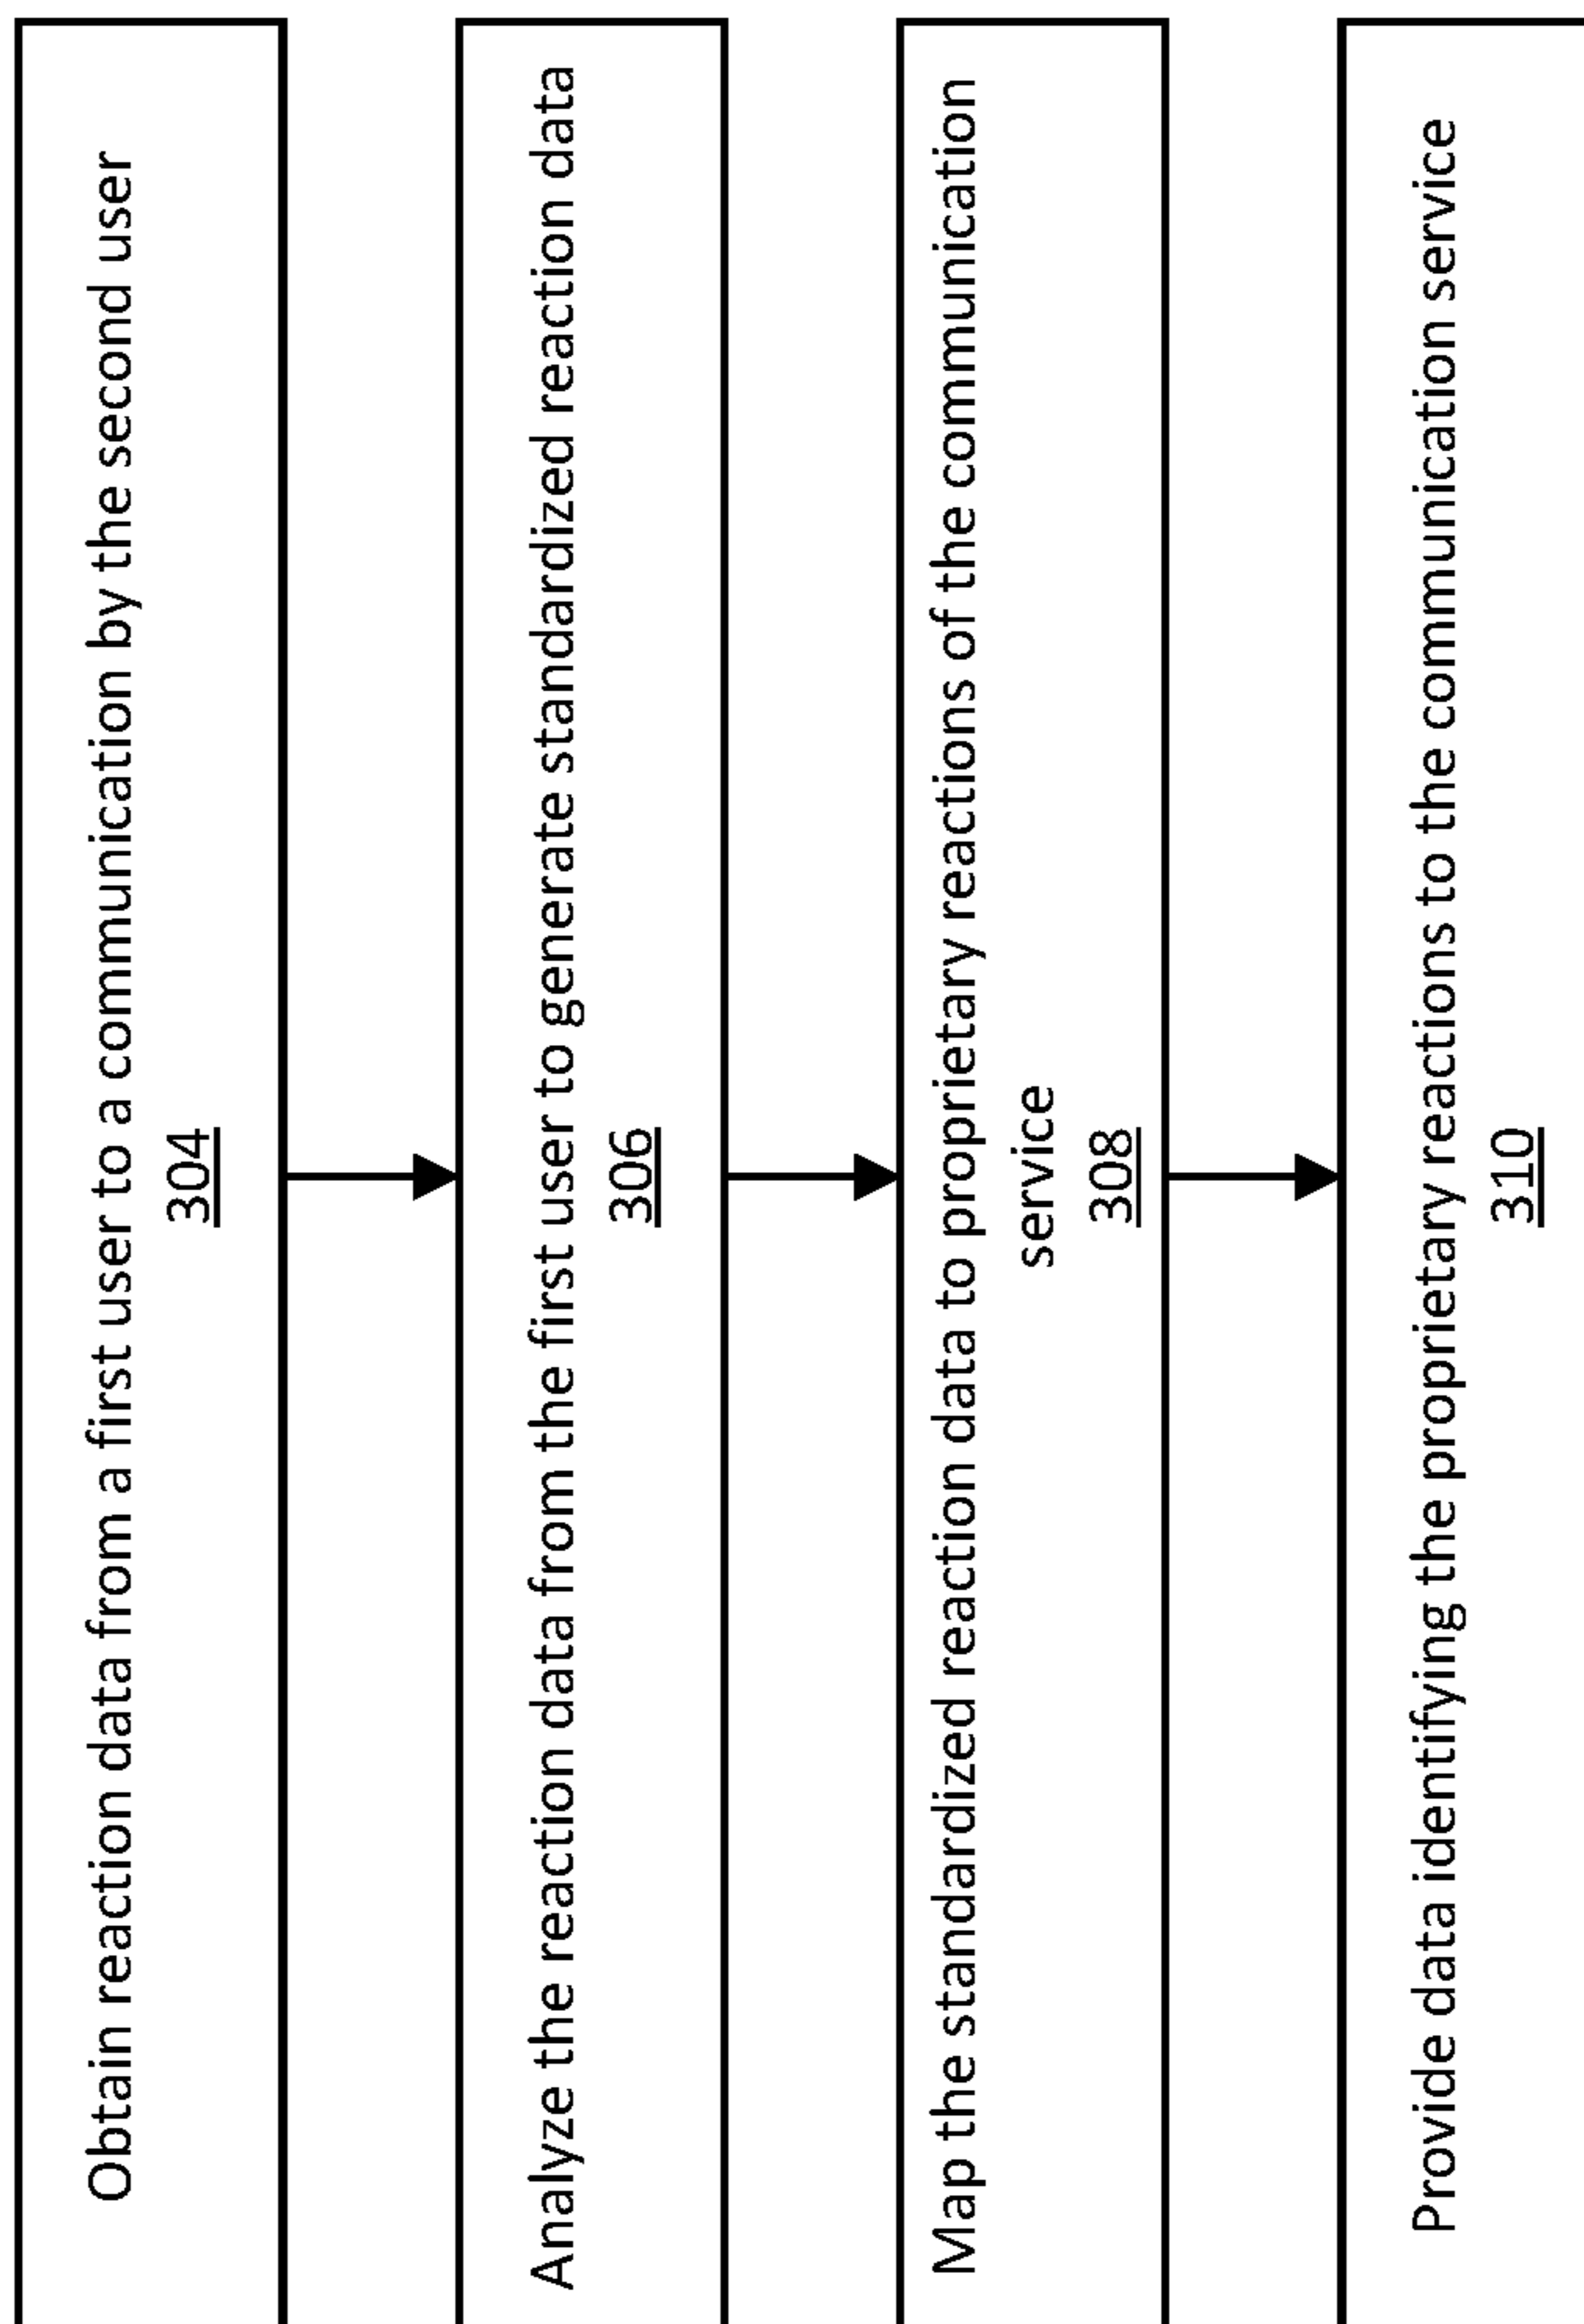 Obtain reaction data from a first user to a communication by the second user
304
Analyze the reaction data from the first user to generate standardized reaction data
306
Map the standardized reaction data to proprietary reactions of the communication
service
308
Provide data identifying the proprietary reactions to the communication service
310